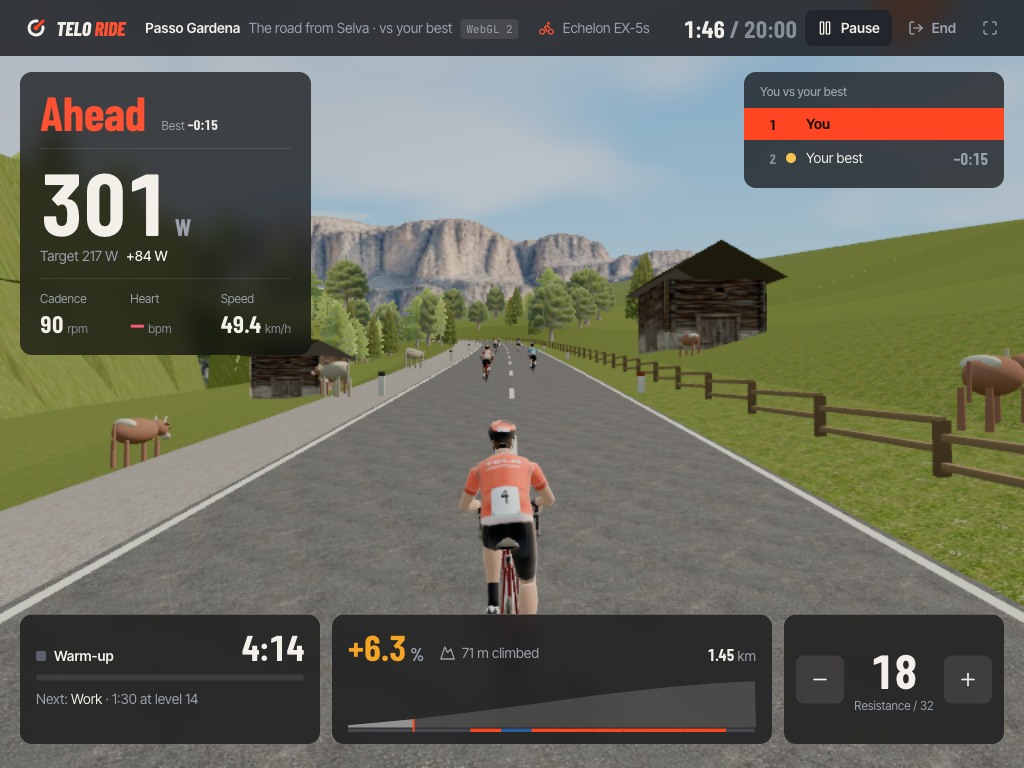 TELO RIDE Passo Gardena The road from Selva · vs your best WebGL 2 Echelon EX-5s 1:46 / 20:00 Pause End
Ahead Best −0:15
301 W
Target 217 W +84 W
Cadence Heart Speed
90 rpm – bpm 49.4 km/h
You vs your best
1 You
2 Your best −0:15
TELO
4
Warm-up 4:14
Next: Work · 1:30 at level 14
+6.3 % 71 m climbed 1.45 km
− 18 +
Resistance / 32